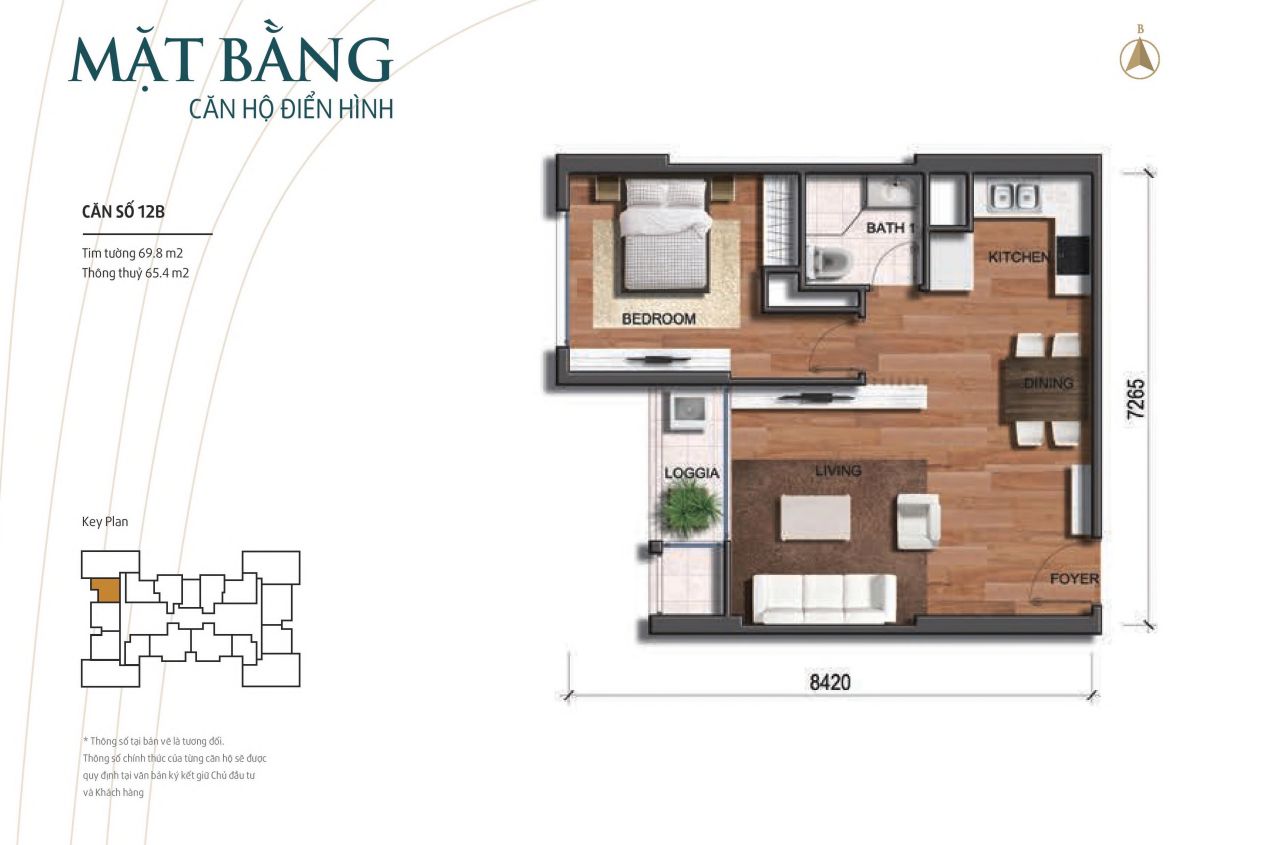 MẶT BẰNG
CĂN HỘ ĐIỂN HÌNH
B
CĂN SỐ 12B
Tim tường 69.8 m2
Thông thuỷ 65.4 m2
BATH 1
KITCHEN
BEDROOM
DINING
7265
LOGGIA
LIVING
FOYER
8420
Key Plan
* Thông số tại bản vẽ là tương đối.
Thông số chính thức của từng căn hộ sẽ được
quy định tại văn bản ký kết giữ Chủ đầu tư
và Khách hàng